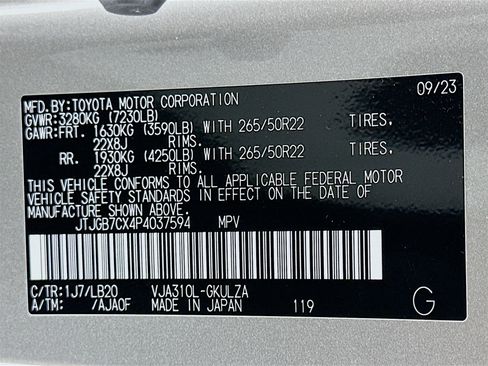 09/23
MFD.BY:TOYOTA MOTOR CORPORATION
GVWR:3280KG (7230LB)
GAWR:FRT. 1630KG (3590LB) WITH 265/50R22 TIRES.
22X8J RIMS.
RR. 1930KG (4250LB) WITH 265/50R22 TIRES.
22X8J RIMS.
THIS VEHICLE CONFORMS TO ALL APPLICABLE FEDERAL MOTOR
VEHICLE SAFETY STANDARDS IN EFFECT ON THE DATE OF
MANUFACTURE SHOWN ABOVE.
JTJGB7CX4P4037594 MPV
C/TR:1J7/LB20 VJA310L-GKULZA
A/TM: /AJA0F MADE IN JAPAN 119 G